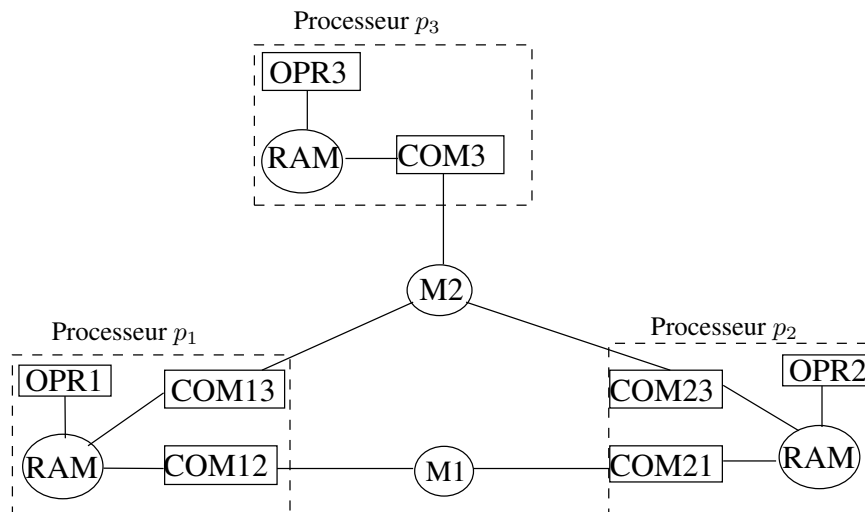 Processeur p3
OPR3
RAM
COM3
M2
Processeur p1
Processeur p2
OPR1
COM13
COM23
OPR2
RAM
COM12
M1
COM21
RAM